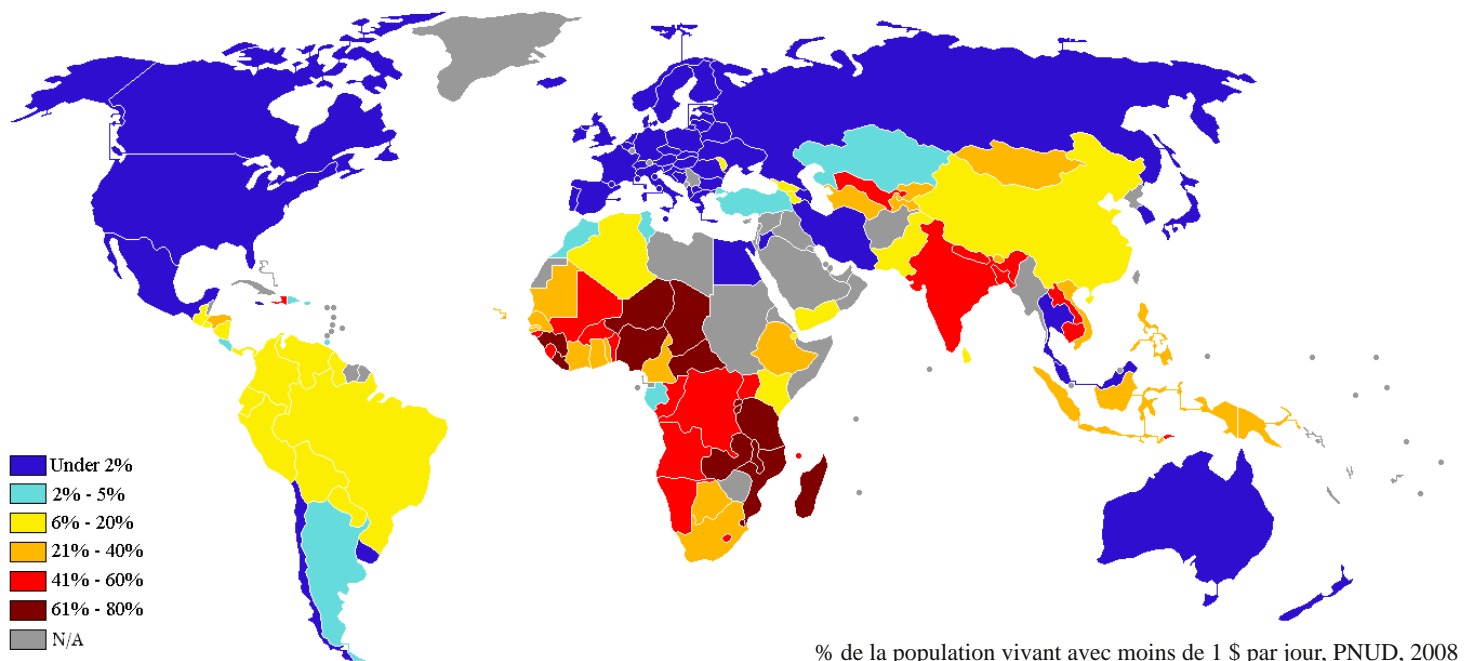 Under 2%
2% - 5%
6% - 20%
21% - 40%
41% - 60%
61% - 80%
N/A
% de la population vivant avec moins de 1 $ par jour, PNUD, 2008